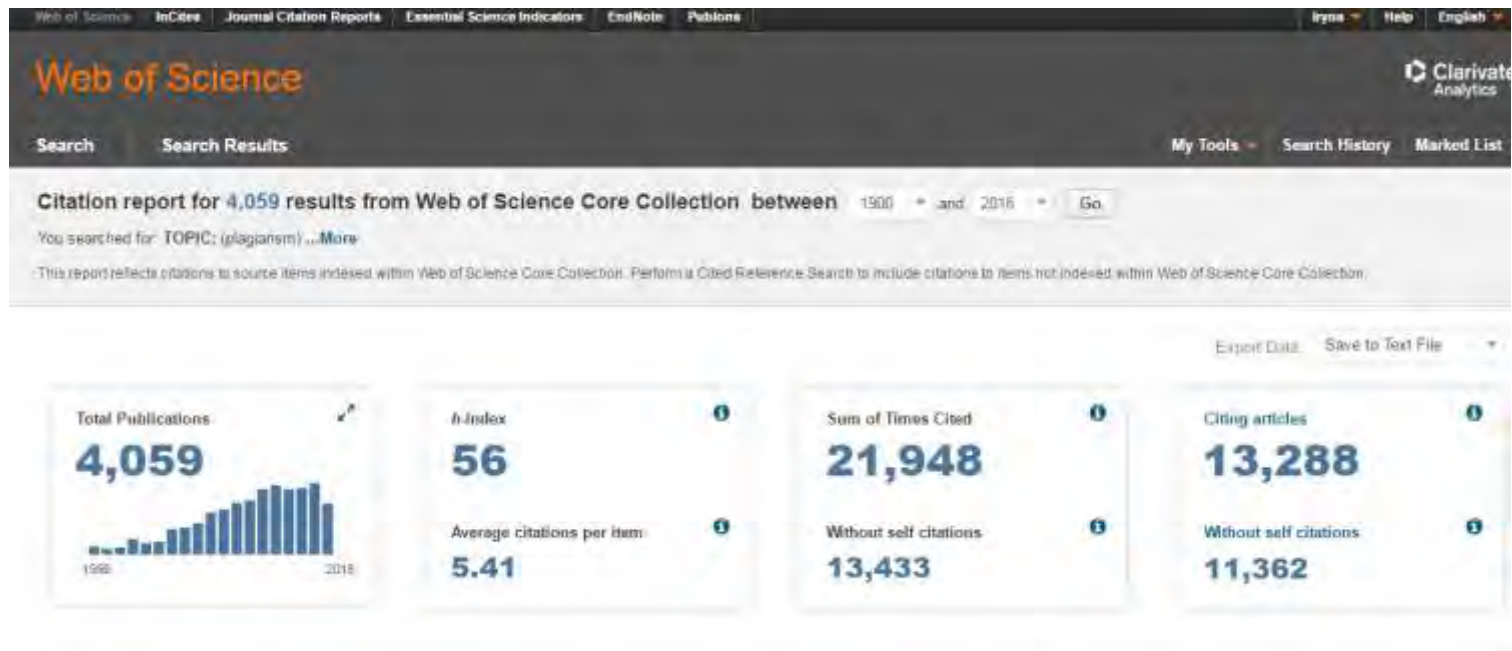 Web of Science InCites Journal Citation Reports Essential Science Indicators EndNote Publons Iryna Help English
Web of Science
Clarivate
Analytics
Search Search Results My Tools Search History Marked List
Citation report for 4,059 results from Web of Science Core Collection between 1900 and Go
You searched for: TOPIC: (plagiarism) ...More
This report reflects citations to source items indexed within Web of Science Core Collection. Perform a Cited Reference Search to include citations to items not indexed within Web of Science Core Collection.
Export Data: Save to Text File
Total Publications
4,059
h-index
56
Average citations per item
5.41
Sum of Times Cited
21,948
Without self citations
13,433
Citing articles
13,288
Without self citations
11,362